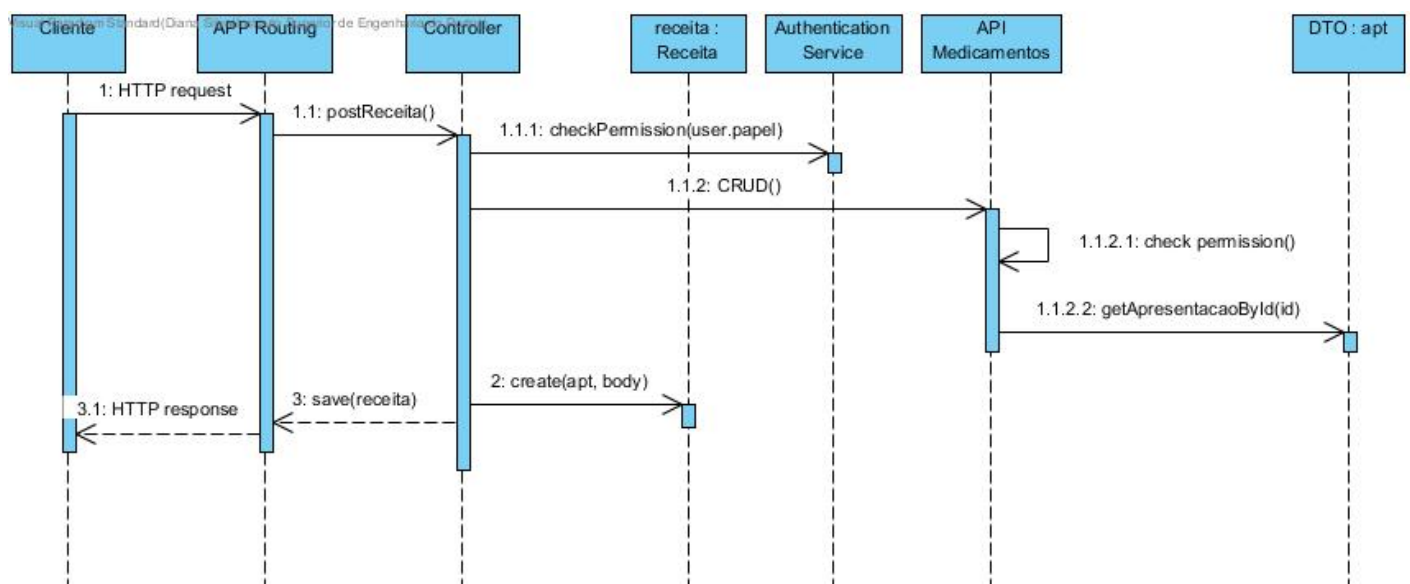 Cliente
APP Routing
Controller
receita :
Receita
Authentication
Service
API
Medicamentos
DTO : apt
1: HTTP request
1.1: postReceita()
1.1.1: checkPermission(user.papel)
1.1.2: CRUD()
1.1.2.1: check permission()
1.1.2.2: getApresentacaoById(id)
2: create(apt, body)
3: save(receita)
3.1: HTTP response